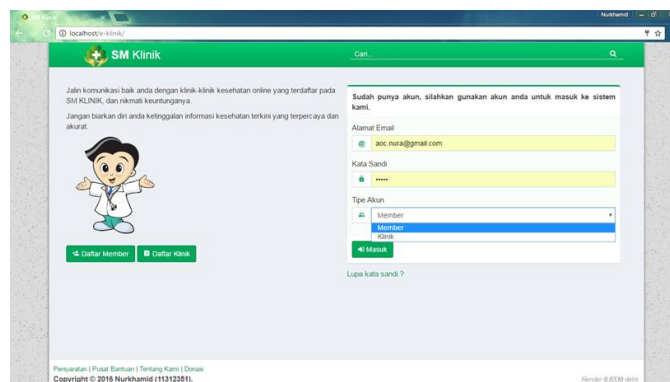 Nurkhamid
localhost/e-klinik/
SM Klinik
Cari...
Jalin komunikasi baik anda dengan klinik-klinik kesehatan online yang terdaftar pada
SM KLINIK, dan nikmati keuntunganya.
Jangan biarkan diri anda ketinggalan informasi kesehatan terkini yang terpercaya dan
akurat.
Daftar Member
Daftar Klinik
Sudah punya akun, silahkan gunakan akun anda untuk masuk ke sistem
kami.
Alamat Email
@ aoc.nura@gmail.com
Kata Sandi
•••••
Tipe Akun
Member
Member
Klinik
Masuk
Lupa kata sandi.?
Persyaratan | Pusat Bantuan | Tentang Kami | Donasi
Copyright © 2016 Nurkhamid (11312351).
Render 0.0330 detik